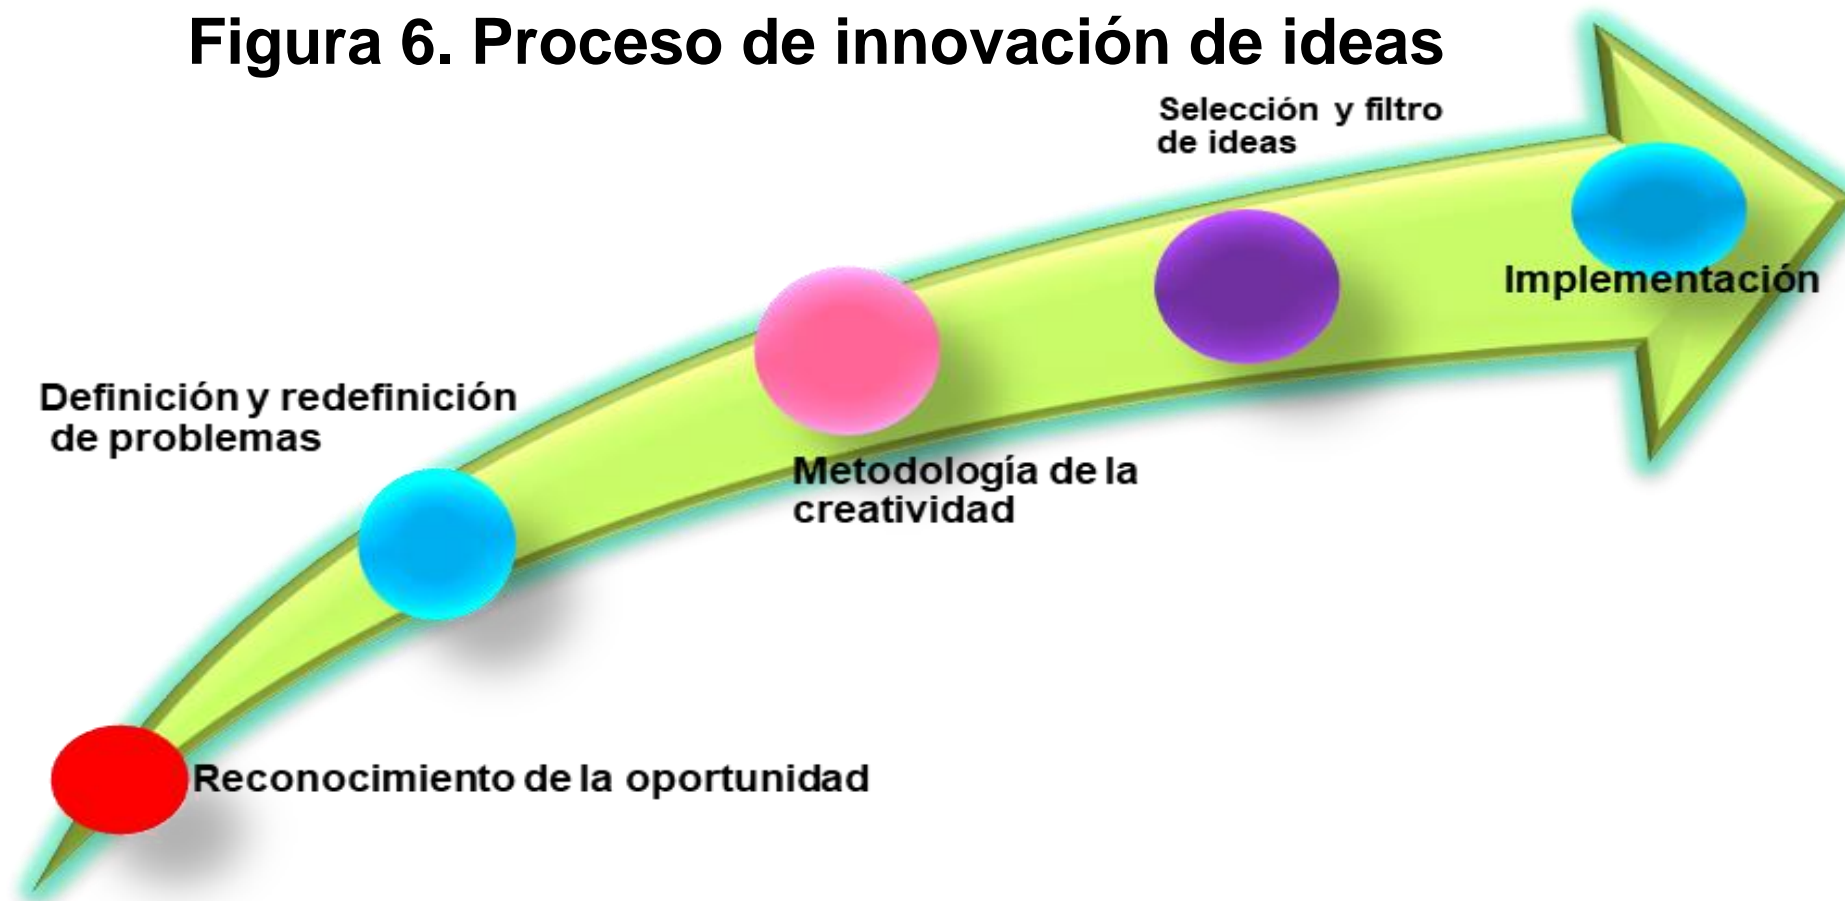 Figura 6. Proceso de innovación de ideas
Selección y filtro
de ideas
Implementación
Definición y redefinición
de problemas
Metodología de la
creatividad
Reconocimiento de la oportunidad